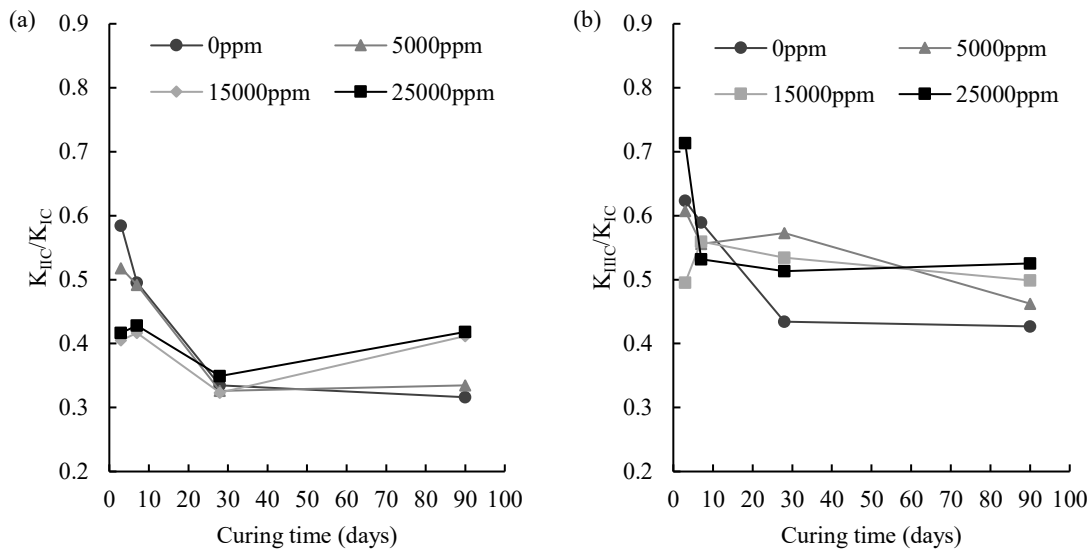 (a)
0.9
0.8
0.7
0.6
0.5
0.4
0.3
0.2
K_IIC/K_IC
0ppm 5000ppm
15000ppm 25000ppm
0 10 20 30 40 50 60 70 80 90 100
Curing time (days)
(b)
0.9
0.8
0.7
0.6
0.5
0.4
0.3
0.2
K_IIIC/K_IC
0ppm 5000ppm
15000ppm 25000ppm
0 10 20 30 40 50 60 70 80 90 100
Curing time (days)